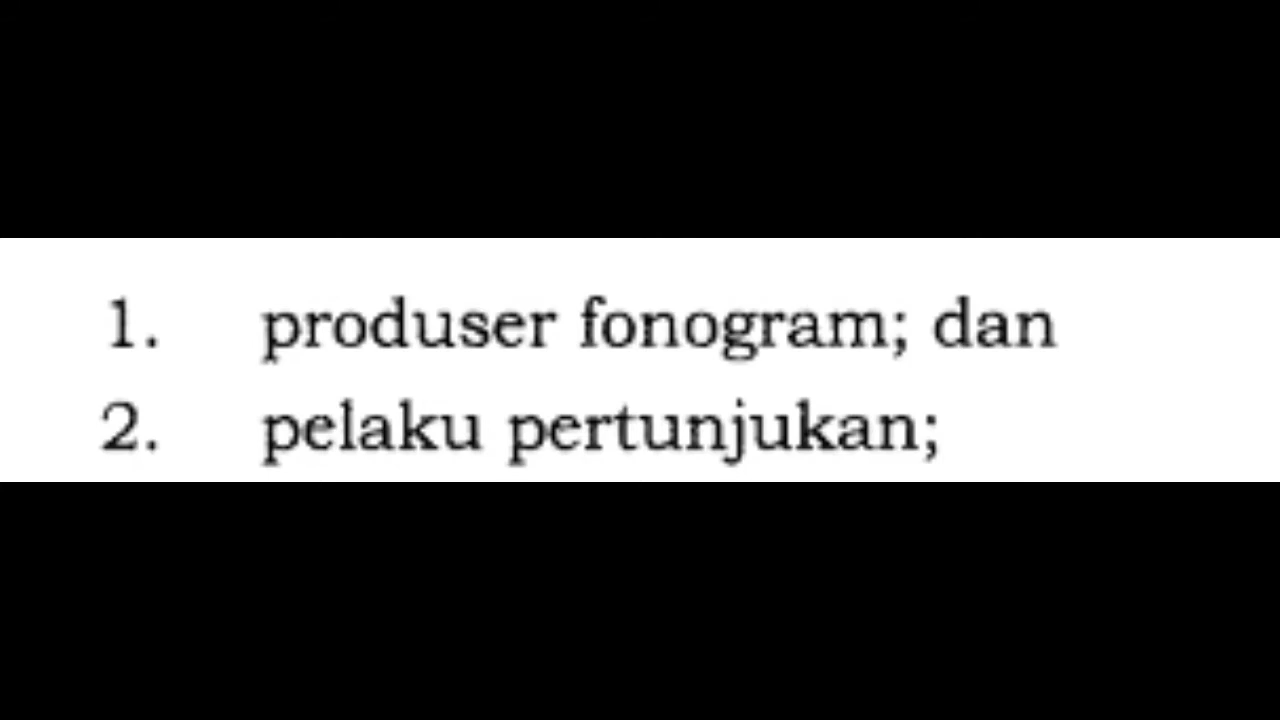 1. produser fonogram; dan
2. pelaku pertunjukan;